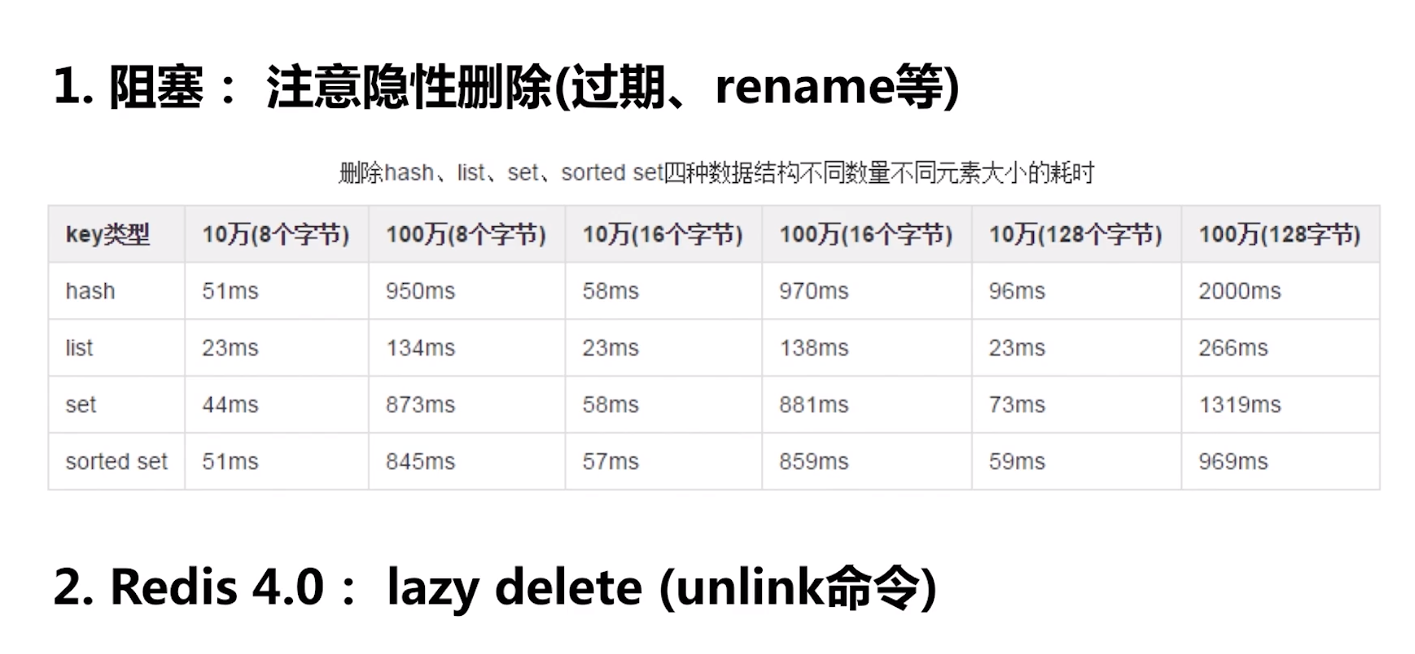 1. 阻塞： 注意隐性删除(过期、rename等)
删除hash、list、set、sorted set四种数据结构不同数量不同元素大小的耗时
key类型 10万(8个字节) 100万(8个字节) 10万(16个字节) 100万(16个字节) 10万(128个字节) 100万(128字节)
hash 51ms 950ms 58ms 970ms 96ms 2000ms
list 23ms 134ms 23ms 138ms 23ms 266ms
set 44ms 873ms 58ms 881ms 73ms 1319ms
sorted set 51ms 845ms 57ms 859ms 59ms 969ms
2. Redis 4.0： lazy delete (unlink命令)